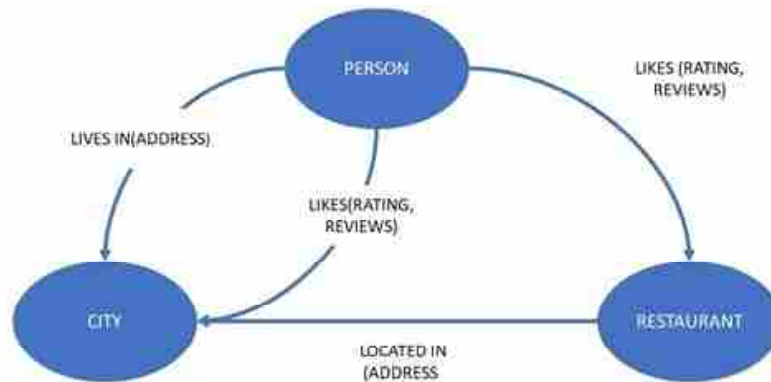 PERSON
LIKES (RATING,
REVIEWS)
LIVES IN(ADDRESS)
LIKES(RATING,
REVIEWS)
CITY
RESTAURANT
LOCATED IN
(ADDRESS